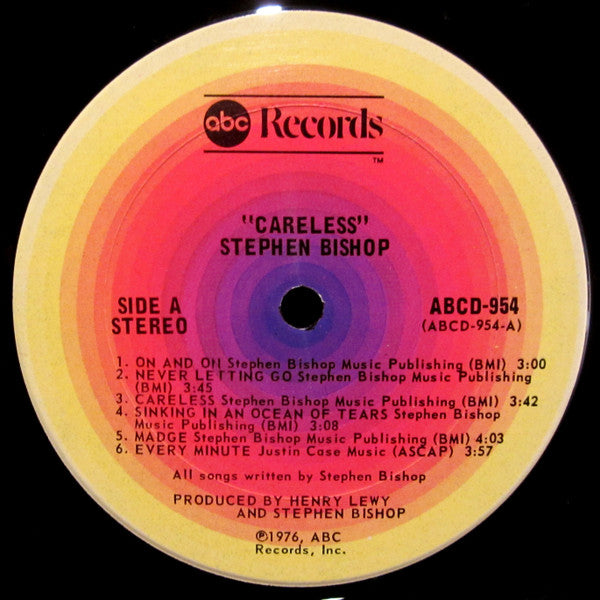 abc Records
™
"CARELESS"
STEPHEN BISHOP
SIDE A
STEREO
ABCD-954
(ABCD-954-A)
1. ON AND ON Stephen Bishop Music Publishing (BMI) 3:00
2. NEVER LETTING GO Stephen Bishop Music Publishing
(BMI) 3:45
3. CARELESS Stephen Bishop Music Publishing (BMI) 3:42
4. SINKING IN AN OCEAN OF TEARS Stephen Bishop
Music Publishing (BMI) 3:08
5. MADGE Stephen Bishop Music Publishing (BMI) 4:03
6. EVERY MINUTE Justin Case Music (ASCAP) 3:57
All songs written by Stephen Bishop
PRODUCED BY HENRY LEWY
AND STEPHEN BISHOP
℗1976, ABC
Records, Inc.